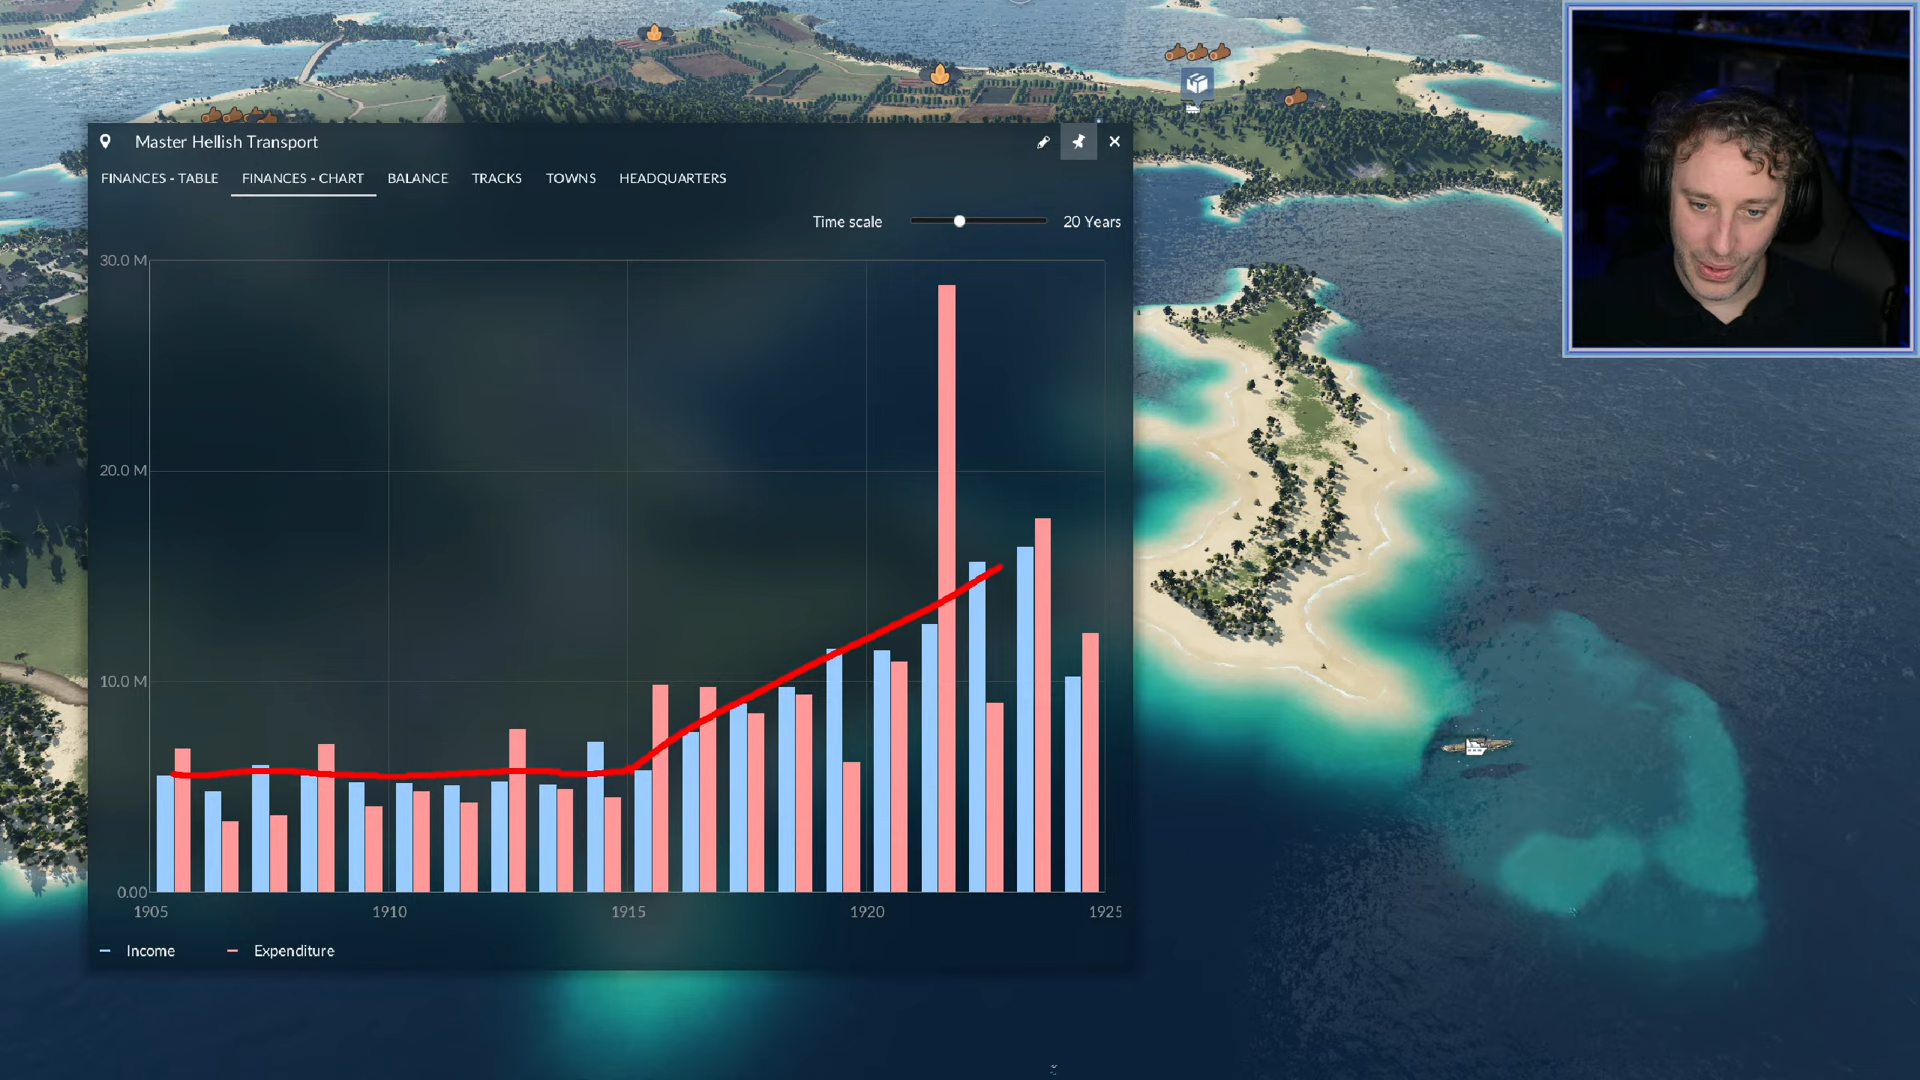 Master Hellish Transport
FINANCES - TABLE FINANCES - CHART BALANCE TRACKS TOWNS HEADQUARTERS
Time scale 20 Years
30.0 M
20.0 M
10.0 M
0.00
1905 1910 1915 1920 1925
Income Expenditure